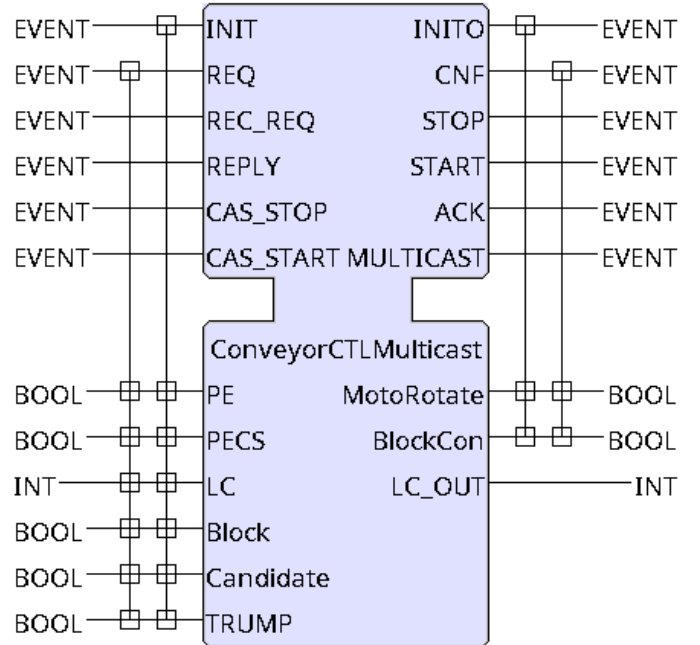 EVENT INIT INITO EVENT
EVENT REQ CNF EVENT
EVENT REC_REQ STOP EVENT
EVENT REPLY START EVENT
EVENT CAS_STOP ACK EVENT
EVENT CAS_START MULTICAST EVENT
ConveyorCTLMulticast
BOOL PE MotoRotate BOOL
BOOL PECS BlockCon BOOL
INT LC LC_OUT INT
BOOL Block
BOOL Candidate
BOOL TRUMP